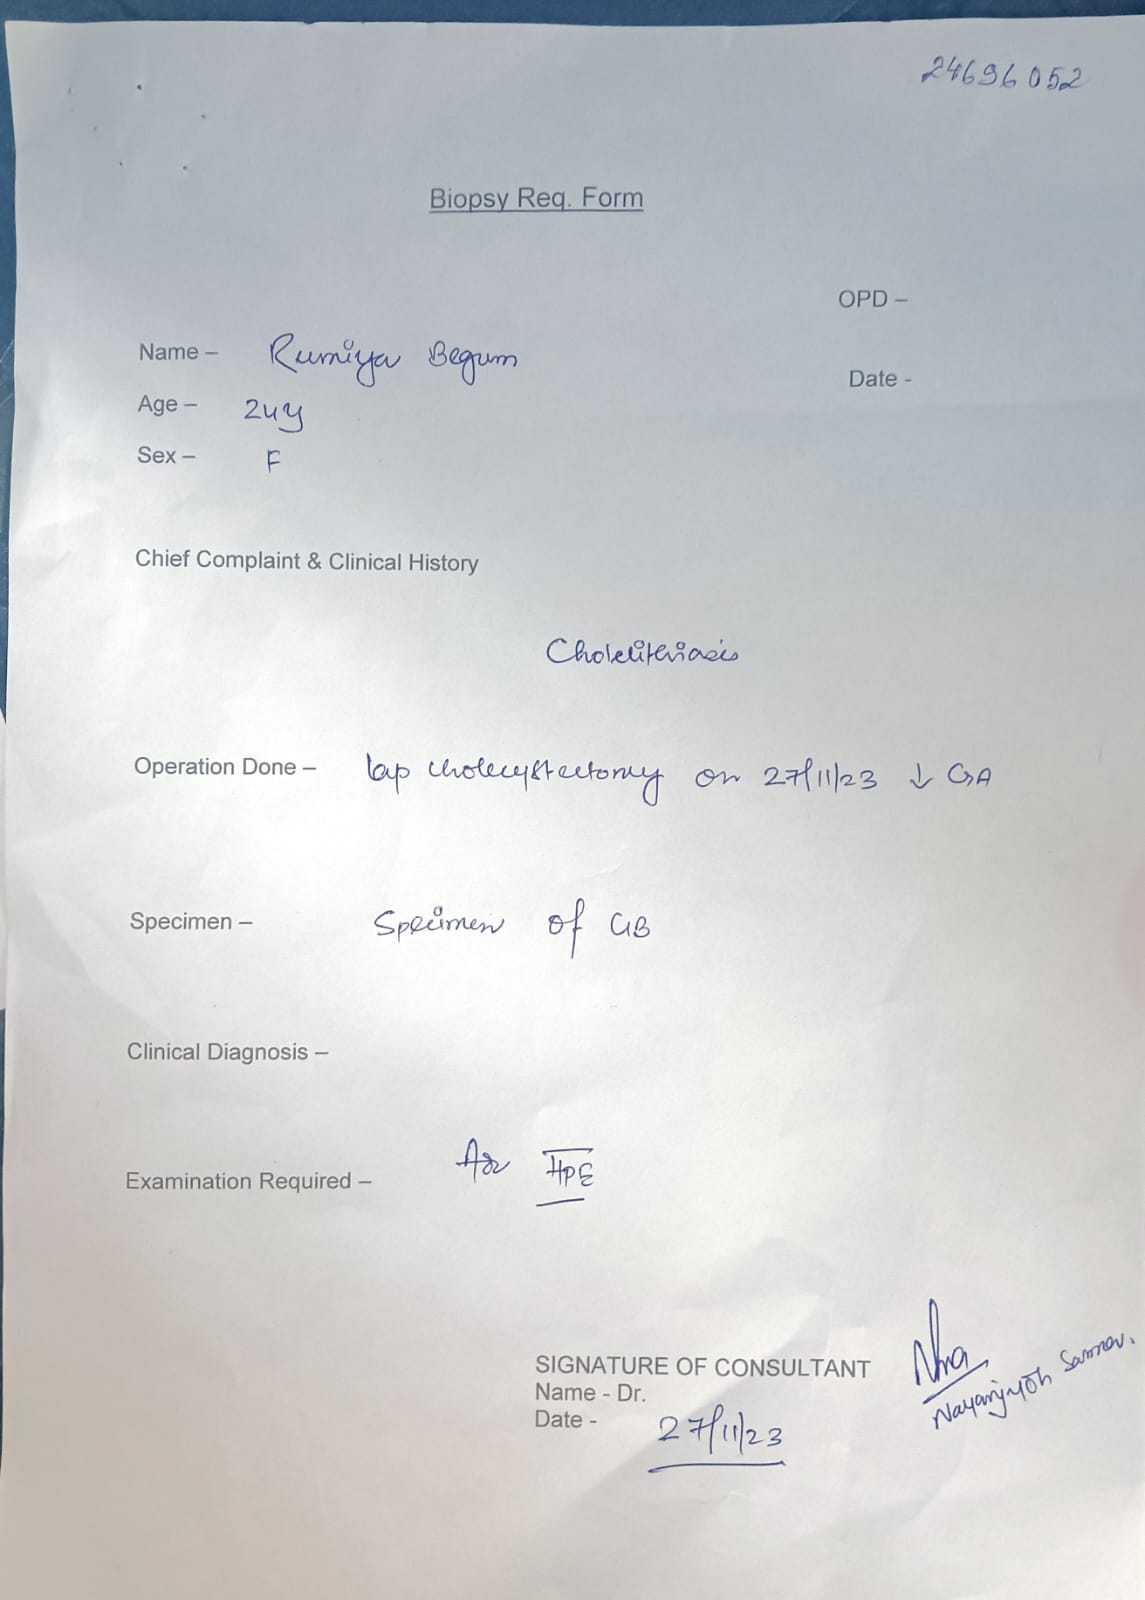 24696052
Biopsy Req. Form
OPD –
Name – Rumiya Begum
Date -
Age – 24y
Sex – F
Chief Complaint & Clinical History
Cholelithiasis
Operation Done – lap cholecystectomy on 27/11/23 ↓ GA
Specimen – Specimen of GB
Clinical Diagnosis –
Examination Required – HPE
SIGNATURE OF CONSULTANT
Name - Dr. Nayanjyoti Sarma.
Date - 27/11/23